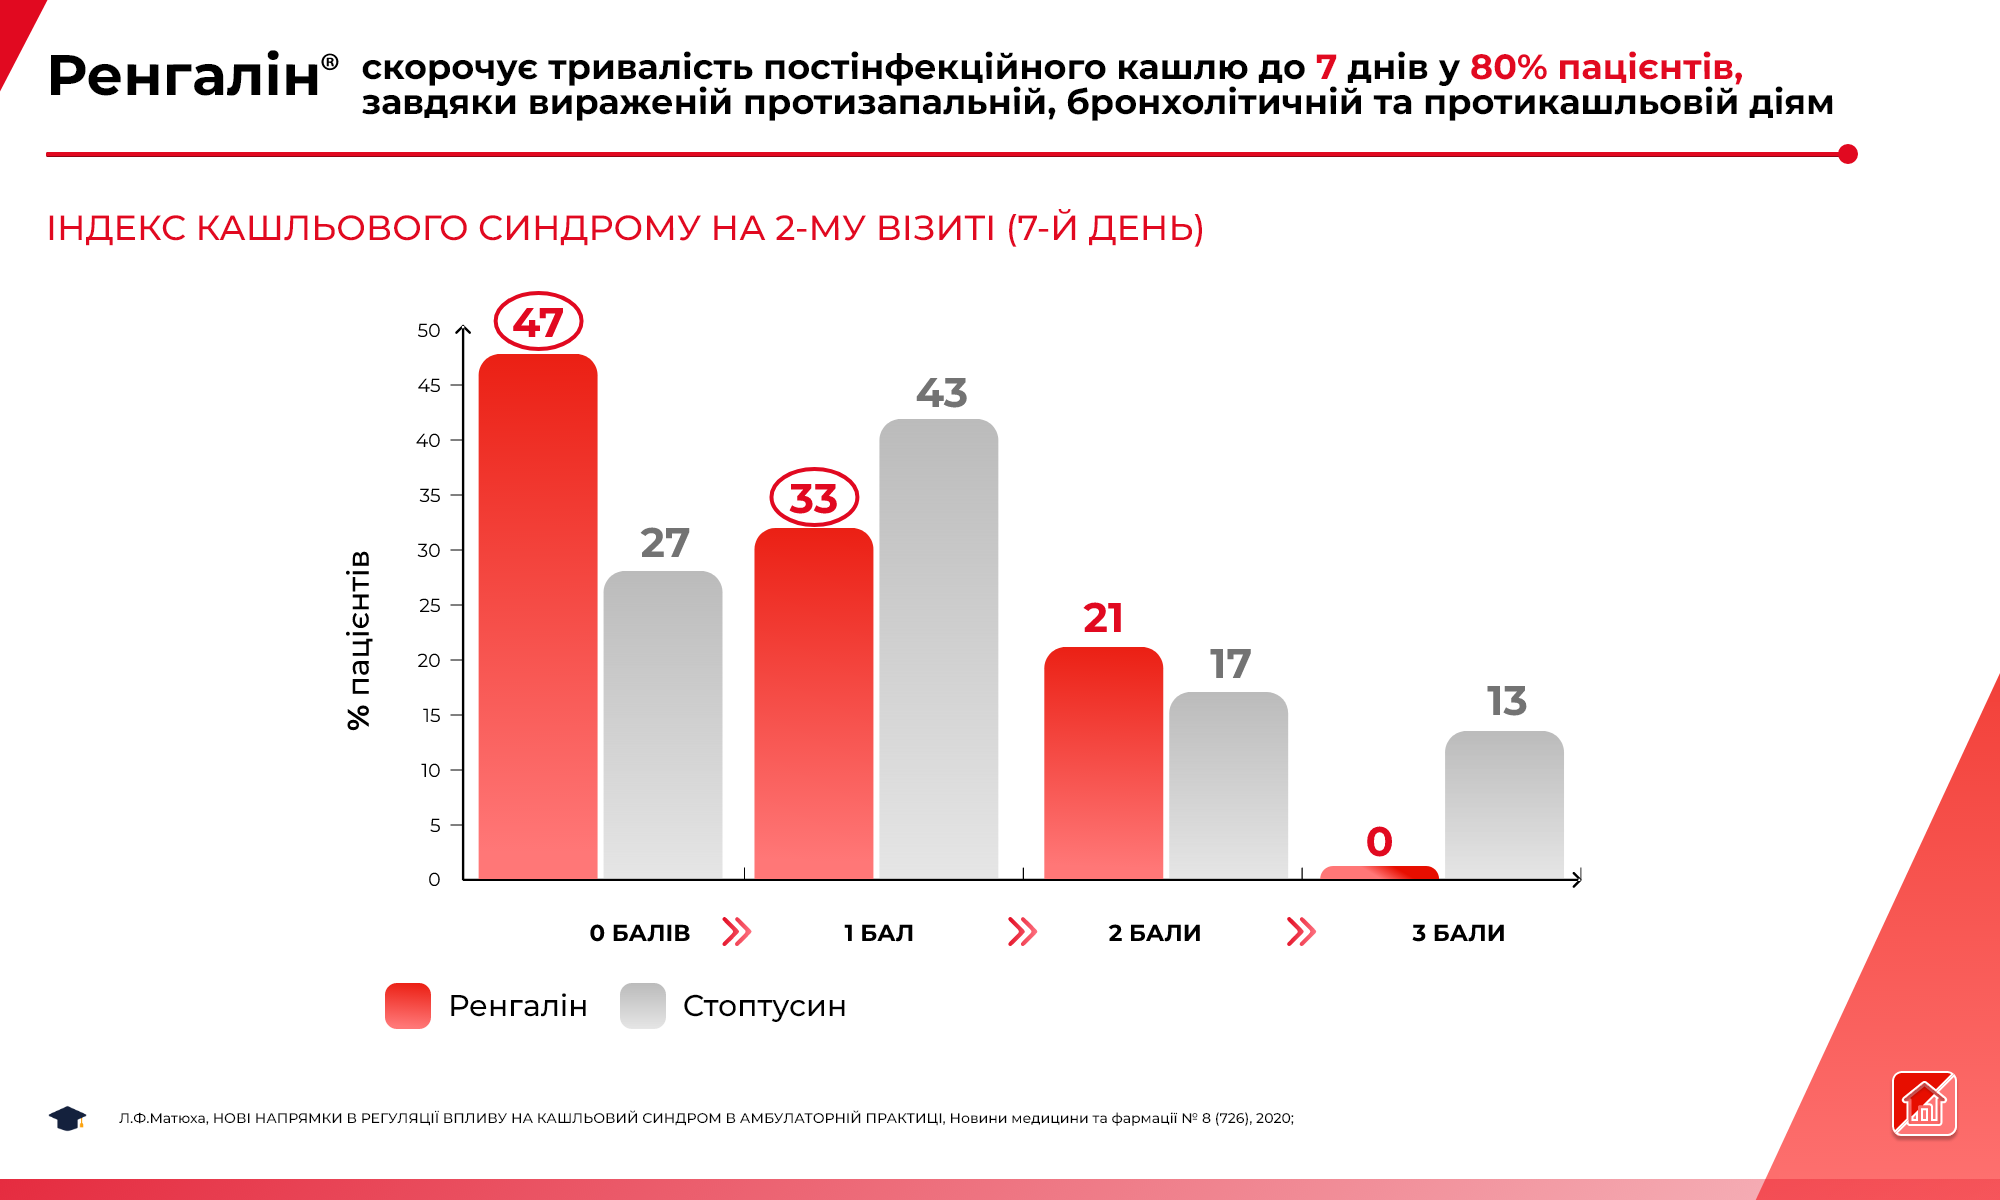 Ренгалін®
скорочує тривалість постінфекційного кашлю до 7 днів у 80% пацієнтів,
завдяки вираженій протизапальній, бронхолітичній та протикашльовій діям
ІНДЕКС КАШЛЬОВОГО СИНДРОМУ НА 2-МУ ВІЗИТІ (7-Й ДЕНЬ)
% пацієнтів
50
45
40
35
30
25
20
15
10
5
0
47
27
33
43
21
17
0
13
0 БАЛІВ
1 БАЛ
2 БАЛИ
3 БАЛИ
Ренгалін
Стоптусин
Л.Ф.Матюха, НОВІ НАПРЯМКИ В РЕГУЛЯЦІЇ ВПЛИВУ НА КАШЛЬОВИЙ СИНДРОМ В АМБУЛАТОРНІЙ ПРАКТИЦІ, Новини медицини та фармації № 8 (726), 2020;